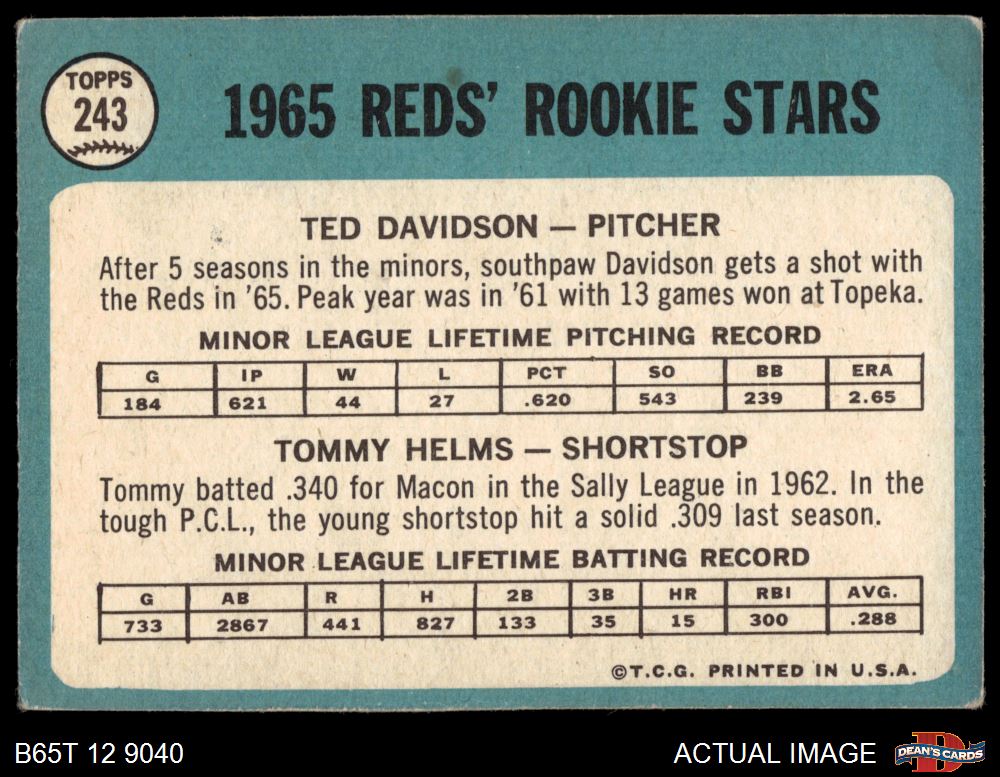 TOPPS
243
1965 REDS' ROOKIE STARS
TED DAVIDSON — PITCHER
After 5 seasons in the minors, southpaw Davidson gets a shot with
the Reds in '65. Peak year was in '61 with 13 games won at Topeka.
MINOR LEAGUE LIFETIME PITCHING RECORD
G IP W L PCT SO BB ERA
184 621 44 27 .620 543 239 2.65
TOMMY HELMS — SHORTSTOP
Tommy batted .340 for Macon in the Sally League in 1962. In the
tough P.C.L., the young shortstop hit a solid .309 last season.
MINOR LEAGUE LIFETIME BATTING RECORD
G AB R H 2B 3B HR RBI AVG.
733 2867 441 827 133 35 15 300 .288
©T.C.G. PRINTED IN U.S.A.
B65T 12 9040
ACTUAL IMAGE
D
DEAN'S CARDS